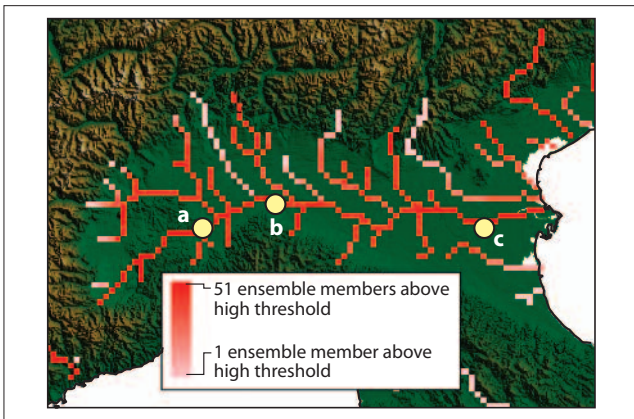 a
b
c
51 ensemble members above
high threshold
1 ensemble member above
high threshold